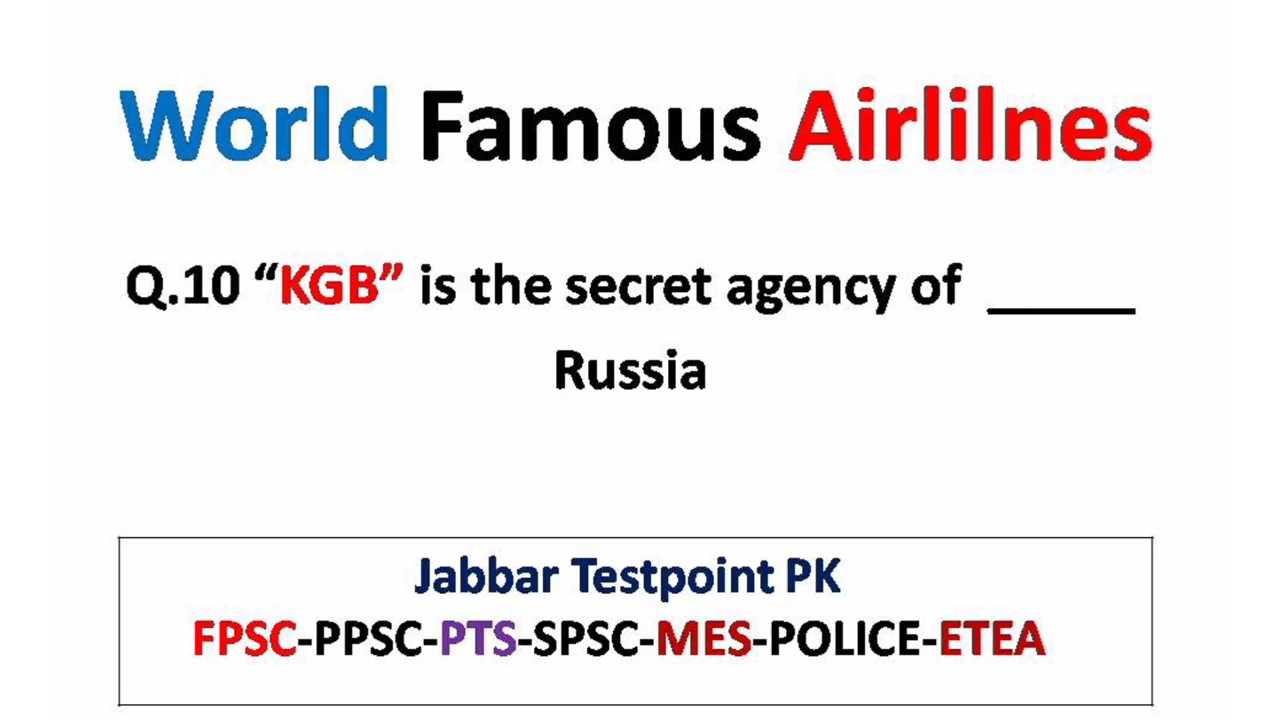 World Famous Airlilnes
Q.10 “KGB” is the secret agency of ______
Russia
Jabbar Testpoint PK
FPSC-PPSC-PTS-SPSC-MES-POLICE-ETEA